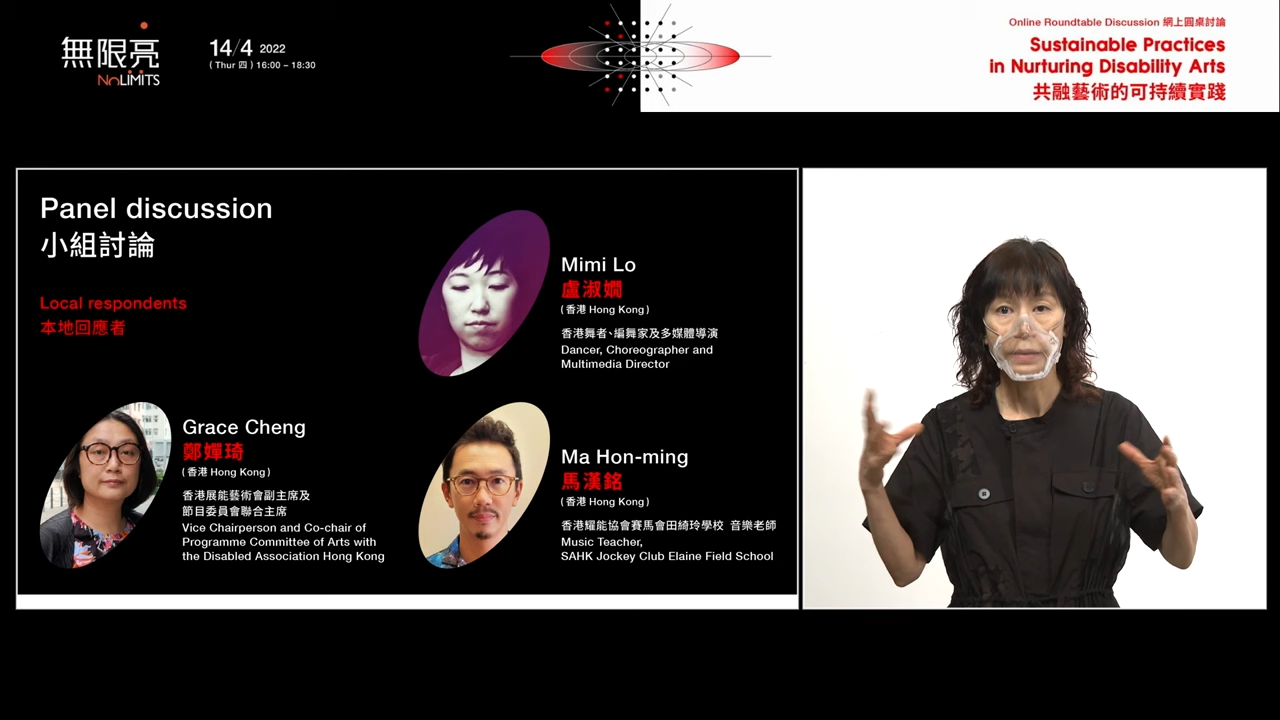 無限亮
NoLIMITS
14/4 2022
( Thur 四 ) 16:00 – 18:30
Online Roundtable Discussion 網上圓桌討論
Sustainable Practices
in Nurturing Disability Arts
共融藝術的可持續實踐
Panel discussion
小組討論
Local respondents
本地回應者
Mimi Lo
盧淑嫻
( 香港 Hong Kong )
香港舞者、編舞家及多媒體導演
Dancer, Choreographer and
Multimedia Director
Grace Cheng
鄭嬋琦
( 香港 Hong Kong )
香港展能藝術會副主席及
節目委員會聯合主席
Vice Chairperson and Co-chair of
Programme Committee of Arts with
the Disabled Association Hong Kong
Ma Hon-ming
馬漢銘
( 香港 Hong Kong )
香港耀能協會賽馬會田綺玲學校 音樂老師
Music Teacher,
SAHK Jockey Club Elaine Field School